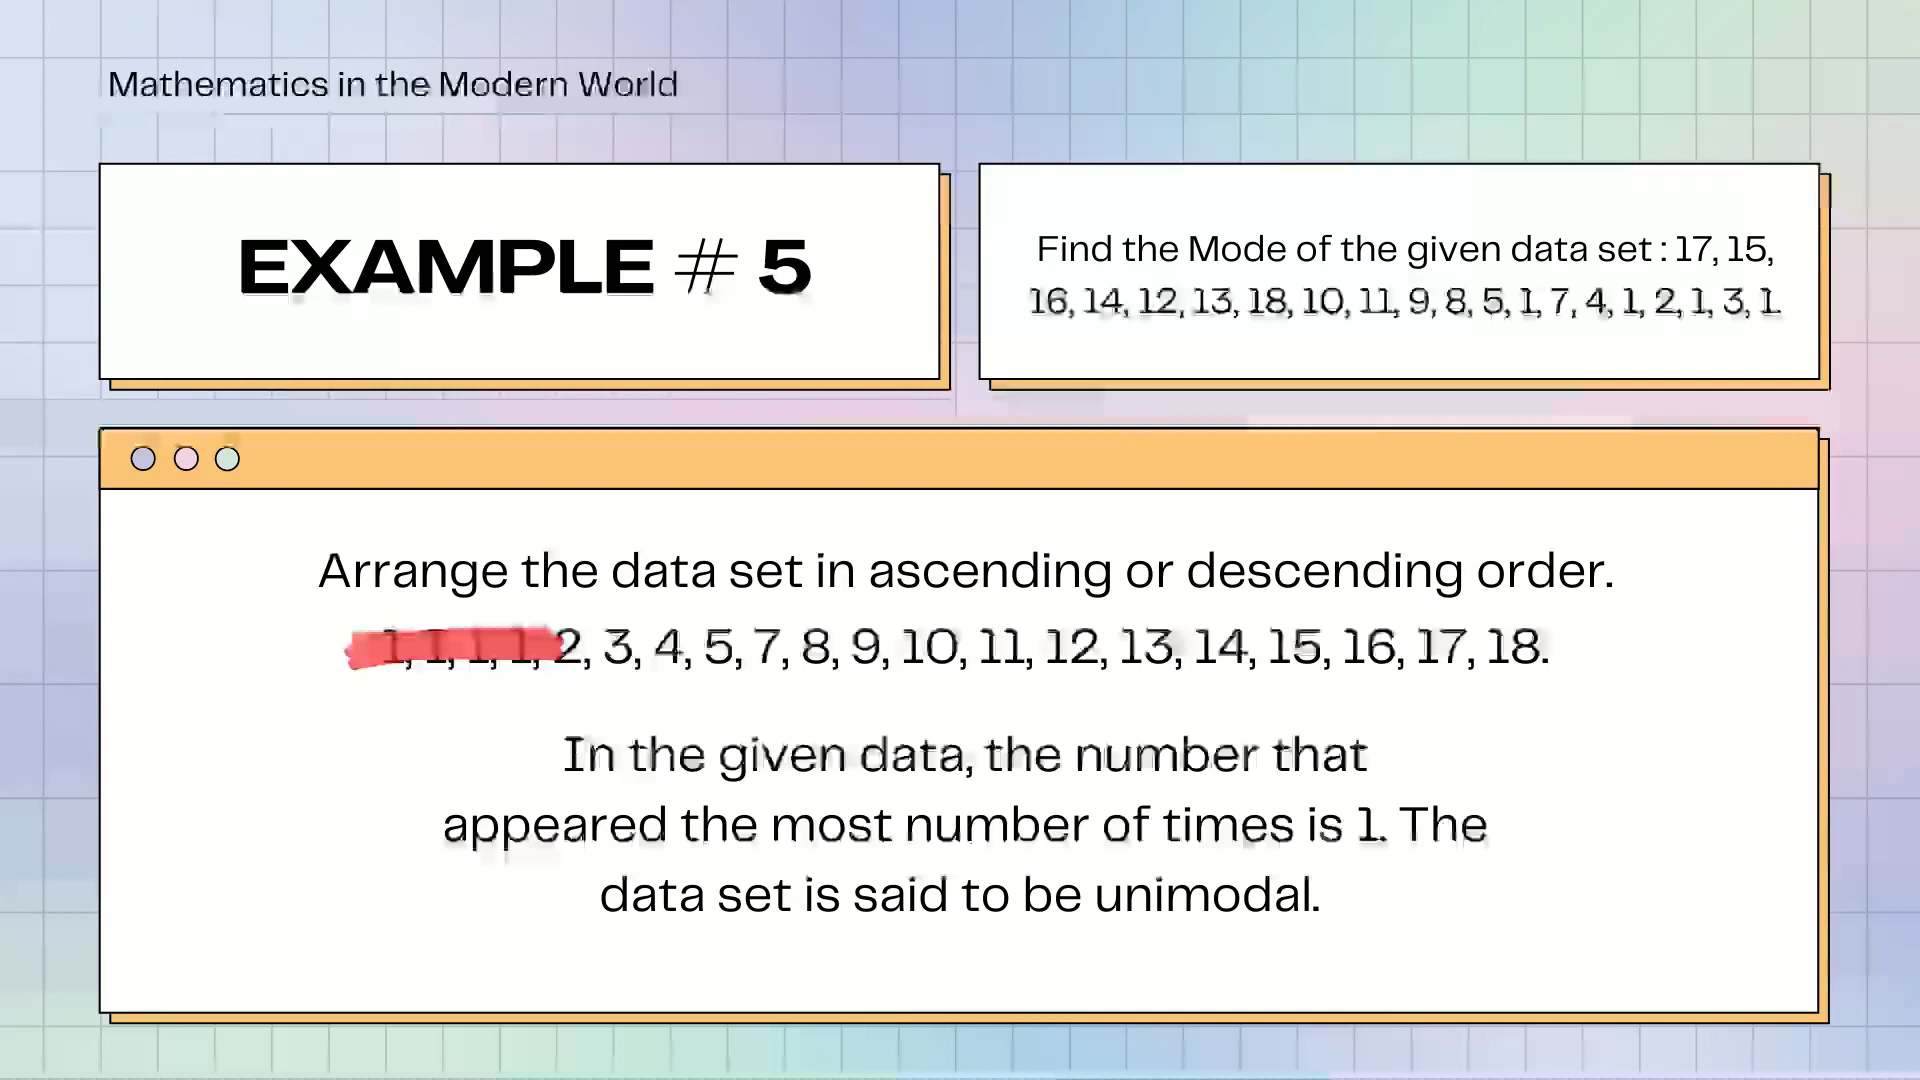 Mathematics in the Modern World
EXAMPLE # 5
Find the Mode of the given data set : 17, 15,
16, 14, 12, 13, 18, 10, 11, 9, 8, 5, 1, 7, 4, 1, 2, 1, 3, 1.
Arrange the data set in ascending or descending order.
1, 1, 1, 1, 2, 3, 4, 5, 7, 8, 9, 10, 11, 12, 13, 14, 15, 16, 17, 18.
In the given data, the number that
appeared the most number of times is 1. The
data set is said to be unimodal.